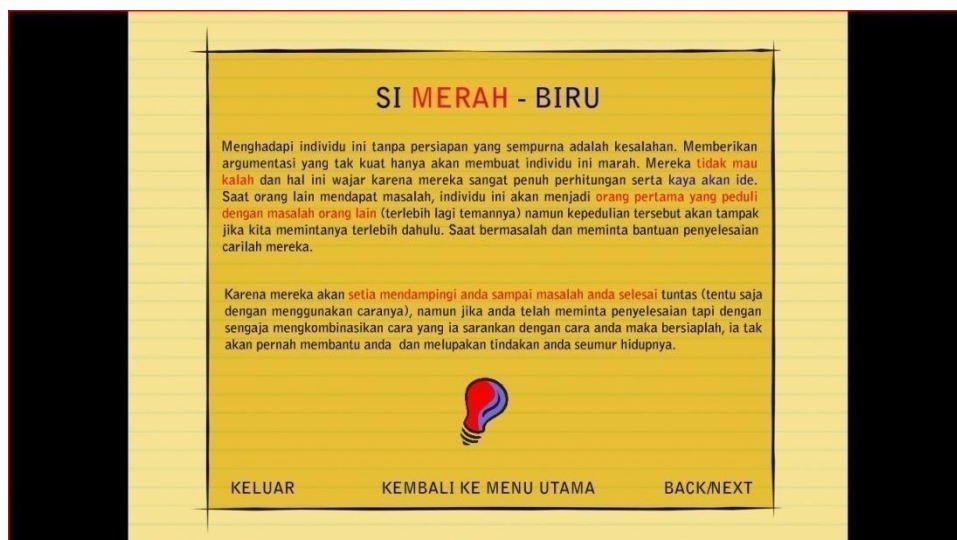 SI MERAH - BIRU
Menghadapi individu ini tanpa persiapan yang sempurna adalah kesalahan. Memberikan
argumentasi yang tak kuat hanya akan membuat individu ini marah. Mereka tidak mau
kalah dan hal ini wajar karena mereka sangat penuh perhitungan serta kaya akan ide.
Saat orang lain mendapat masalah, individu ini akan menjadi orang pertama yang peduli
dengan masalah orang lain (terlebih lagi temannya) namun kepedulian tersebut akan tampak
jika kita memintanya terlebih dahulu. Saat bermasalah dan meminta bantuan penyelesaian
carilah mereka.
Karena mereka akan setia mendampingi anda sampai masalah anda selesai tuntas (tentu saja
dengan menggunakan caranya), namun jika anda telah meminta penyelesaian tapi dengan
sengaja mengkombinasikan cara yang ia sarankan dengan cara anda maka bersiaplah, ia tak
akan pernah membantu anda dan melupakan tindakan anda seumur hidupnya.
KELUAR KEMBALI KE MENU UTAMA BACK/NEXT